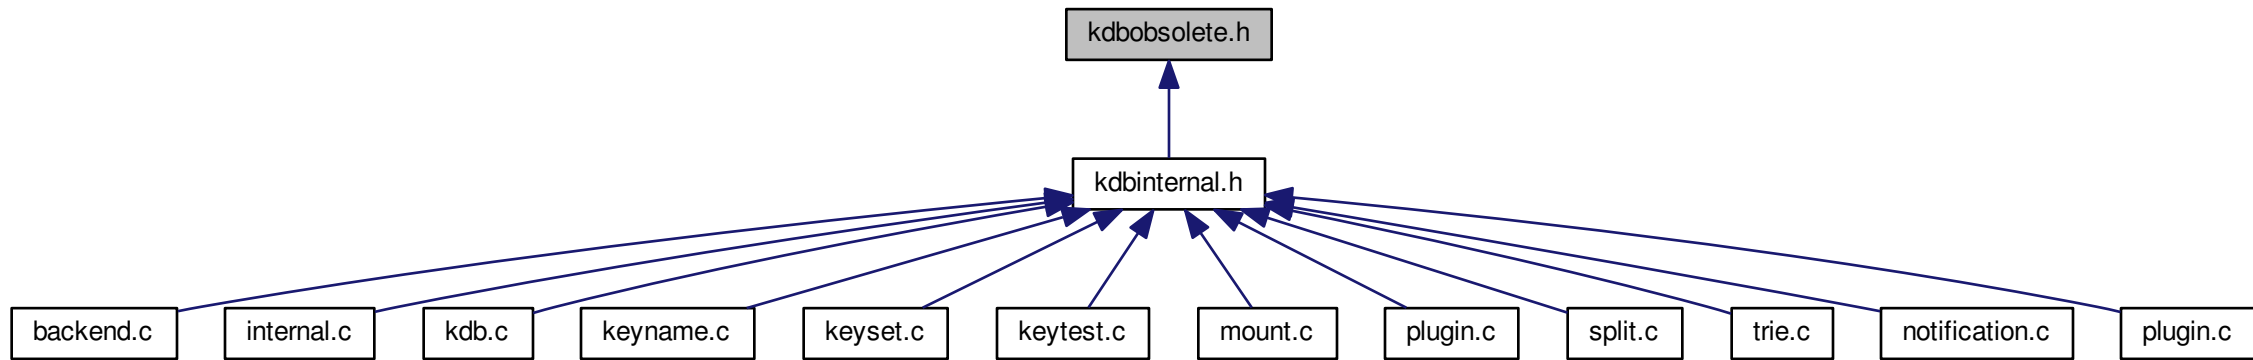 kdbobsolete.h
kdbinternal.h
backend.c
internal.c
kdb.c
keyname.c
keyset.c
keytest.c
mount.c
plugin.c
split.c
trie.c
notification.c
plugin.c